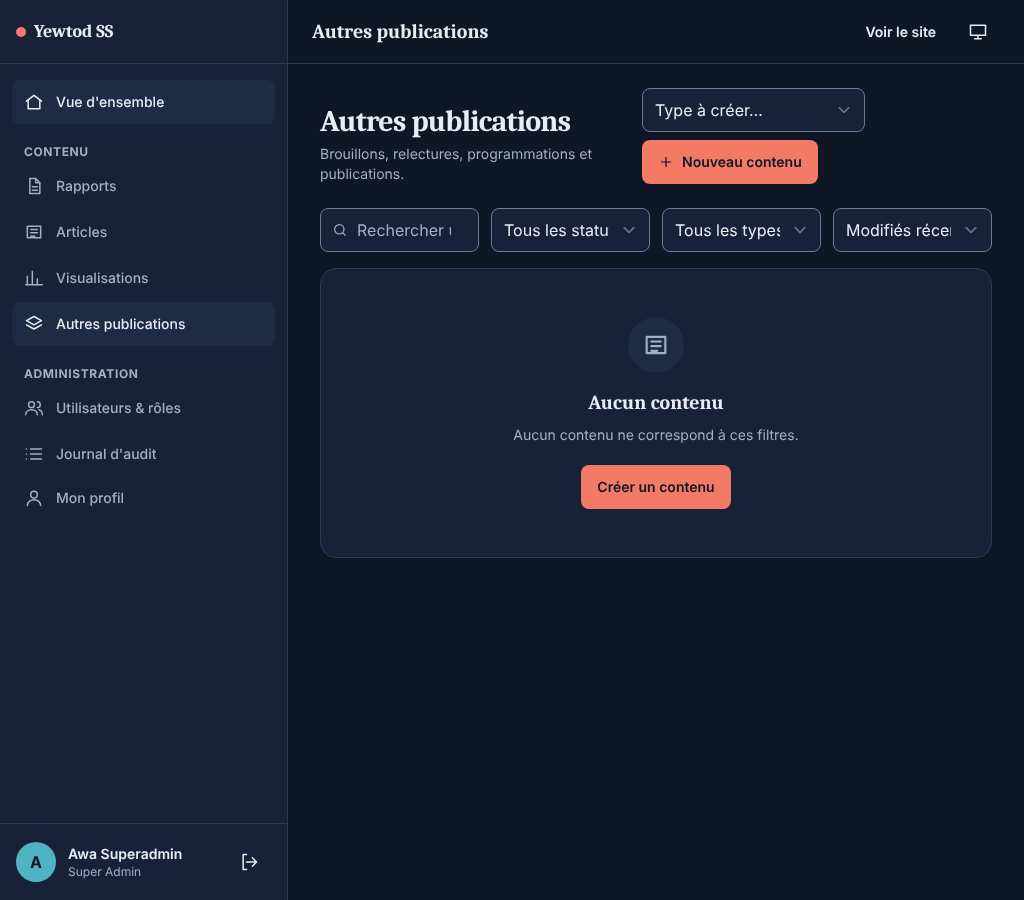 Yewtod SS
Autres publications
Voir le site
Vue d'ensemble
CONTENU
Rapports
Articles
Visualisations
Autres publications
ADMINISTRATION
Utilisateurs & rôles
Journal d'audit
Mon profil
Awa Superadmin
Super Admin
A
Autres publications
Brouillons, relectures, programmations et
publications.
Type à créer...
Nouveau contenu
Rechercher
Tous les statu
Tous les types
Modifiés réce
Aucun contenu
Aucun contenu ne correspond à ces filtres.
Créer un contenu